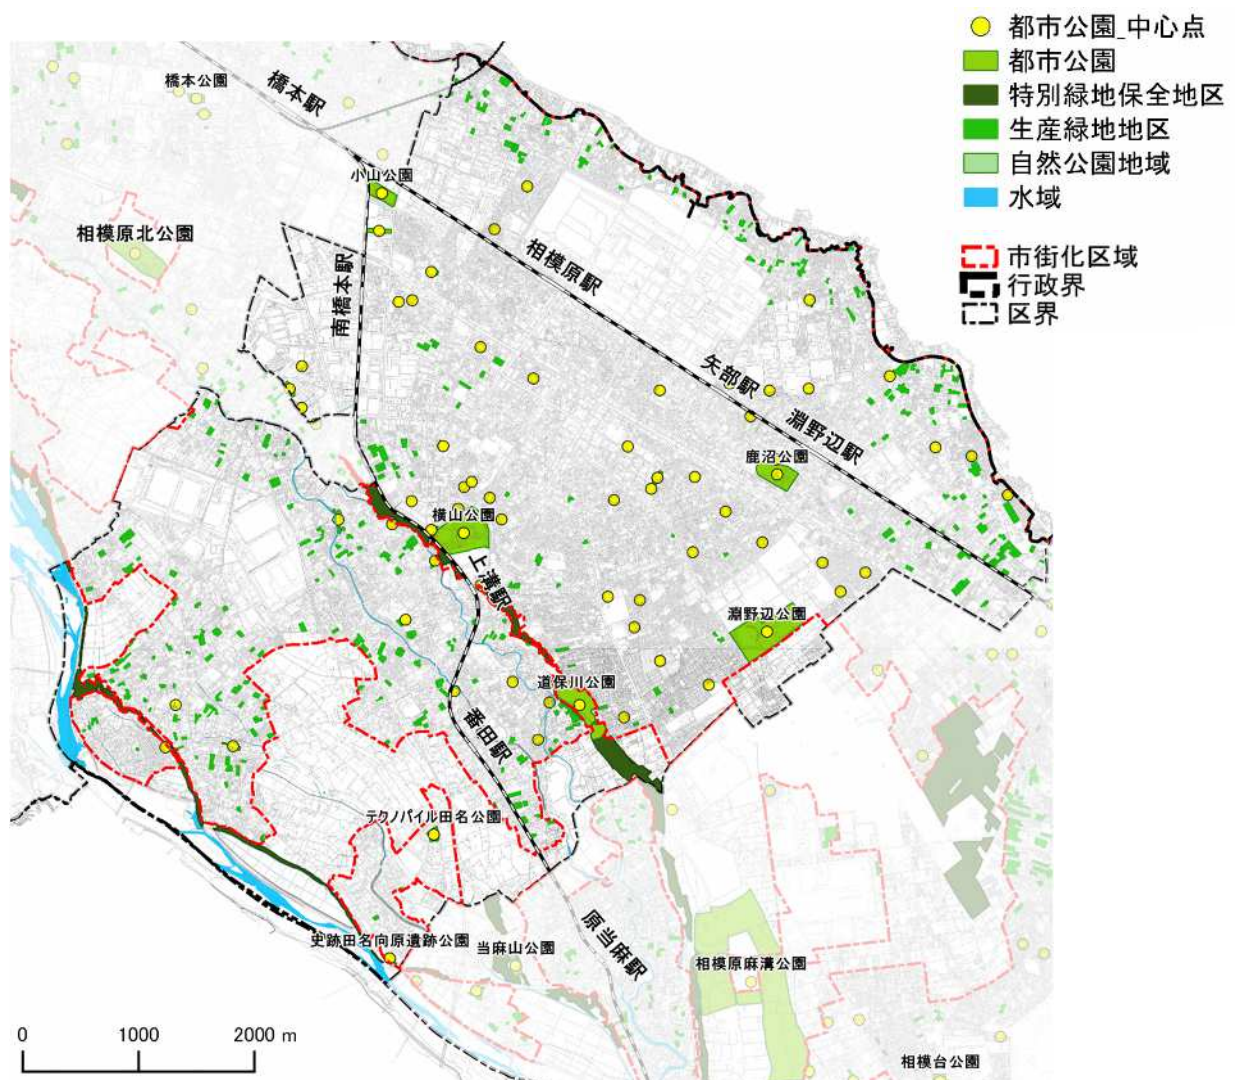 都市公園_中心点
都市公園
特別緑地保全地区
生産緑地地区
自然公園地域
水域
市街化区域
行政界
区界
橋本公園
橋本駅
小山公園
相模原北公園
相模原駅
南橋本駅
矢部駅
淵野辺駅
鹿沼公園
横山公園
上溝駅
淵野辺公園
道保川公園
番田駅
テクノパイル田名公園
史跡田名向原遺跡公園
当麻山公園
原当麻駅
相模原麻溝公園
相模台公園
0 1000 2000 m